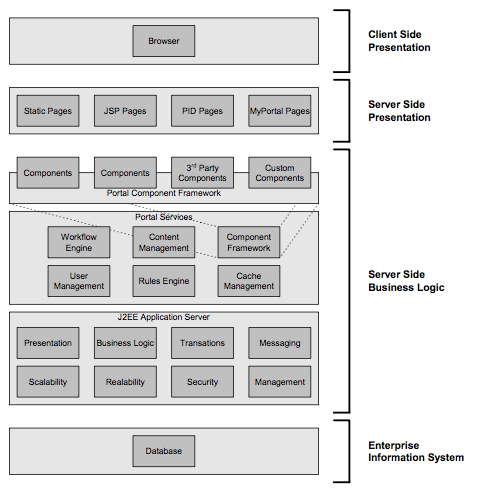 Browser
Client Side
Presentation
Static Pages
JSP Pages
PID Pages
MyPortal Pages
Server Side
Presentation
Components
Components
3rd Party
Components
Custom
Components
Portal Component Framework
Portal Services
Workflow
Engine
Content
Management
Component
Framework
User
Management
Rules Engine
Cache
Management
Server Side
Business Logic
J2EE Application Server
Presentation
Business Logic
Transations
Messaging
Scalability
Realability
Security
Management
Database
Enterprise
Information System